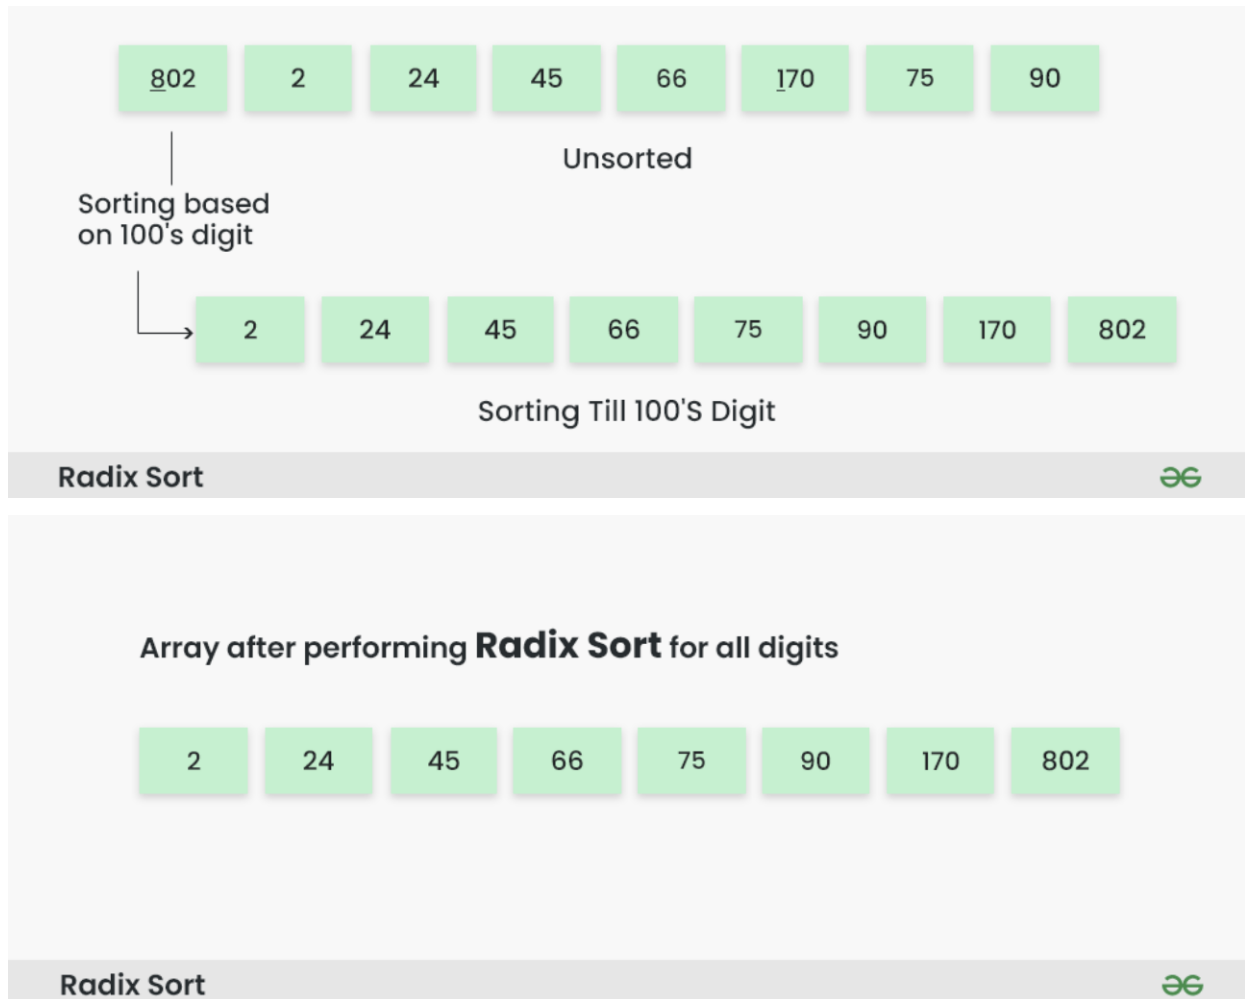 802 2 24 45 66 170 75 90
Unsorted
Sorting based
on 100's digit
2 24 45 66 75 90 170 802
Sorting Till 100'S Digit
Radix Sort
Array after performing Radix Sort for all digits
2 24 45 66 75 90 170 802
Radix Sort